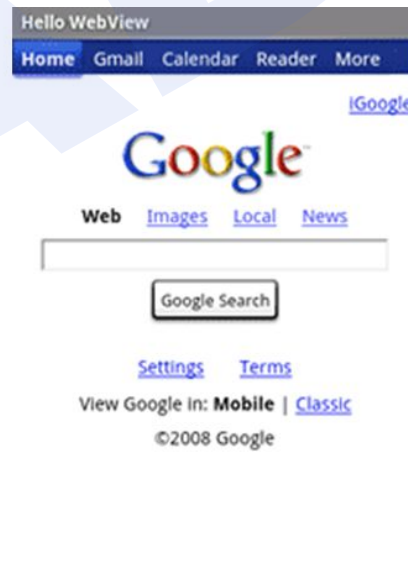 Hello WebView
Home Gmail Calendar Reader More
iGoogle
Google™
Web Images Local News
Google Search
Settings Terms
View Google in: Mobile | Classic
©2008 Google